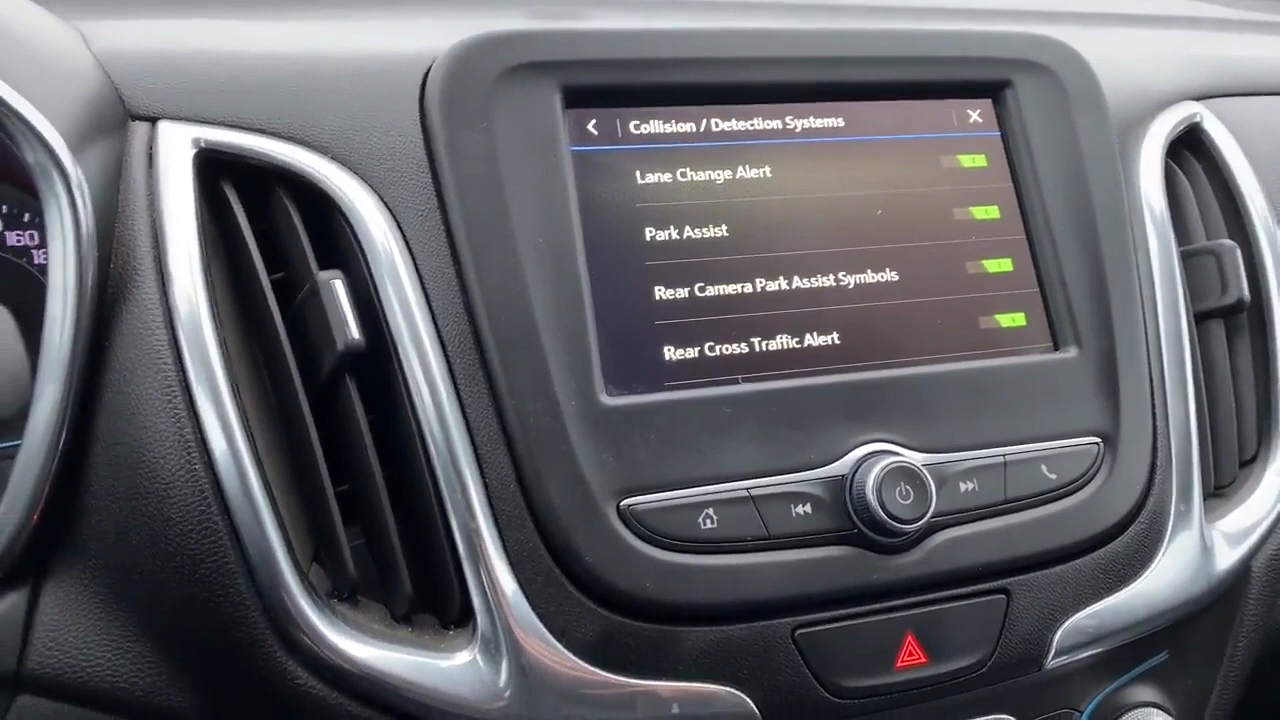 Collision / Detection Systems
Lane Change Alert
Park Assist
Rear Camera Park Assist Symbols
Rear Cross Traffic Alert
160